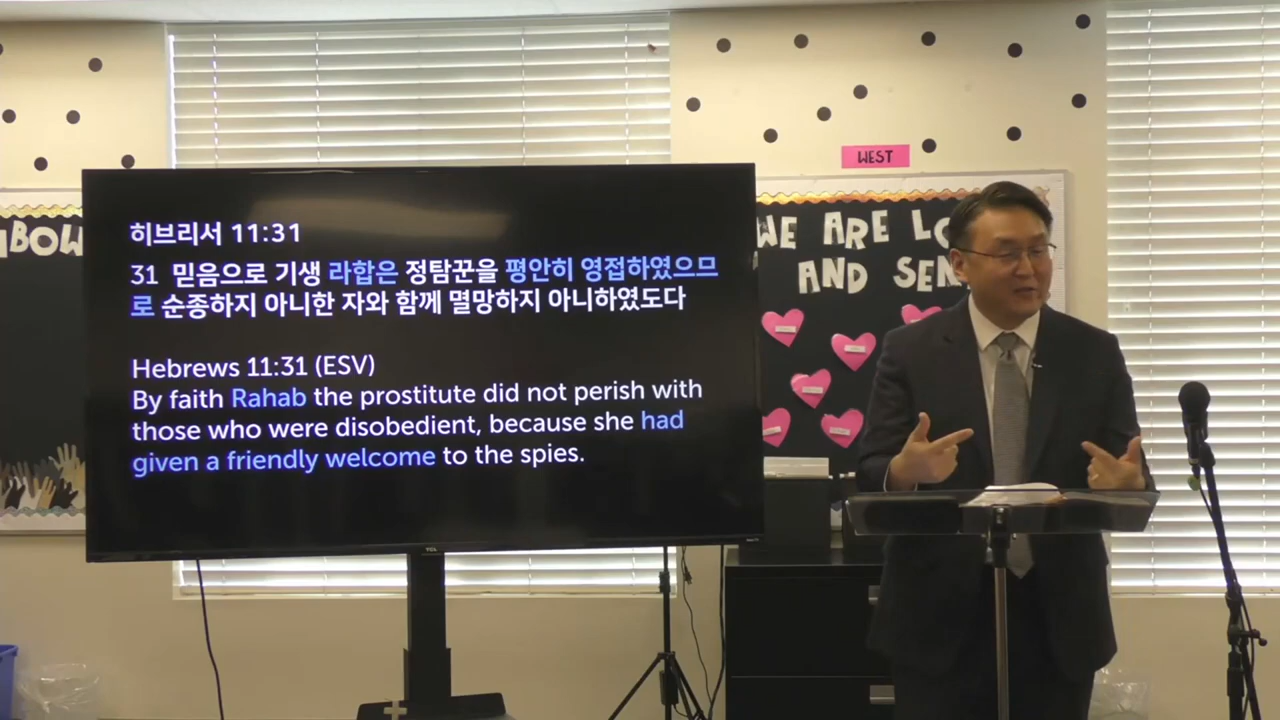 히브리서 11:31
31 믿음으로 기생 라합은 정탐꾼을 평안히 영접하였으므
로 순종하지 아니한 자와 함께 멸망하지 아니하였도다
Hebrews 11:31 (ESV)
By faith Rahab the prostitute did not perish with
those who were disobedient, because she had
given a friendly welcome to the spies.
TCL
WEST
WE ARE
AND